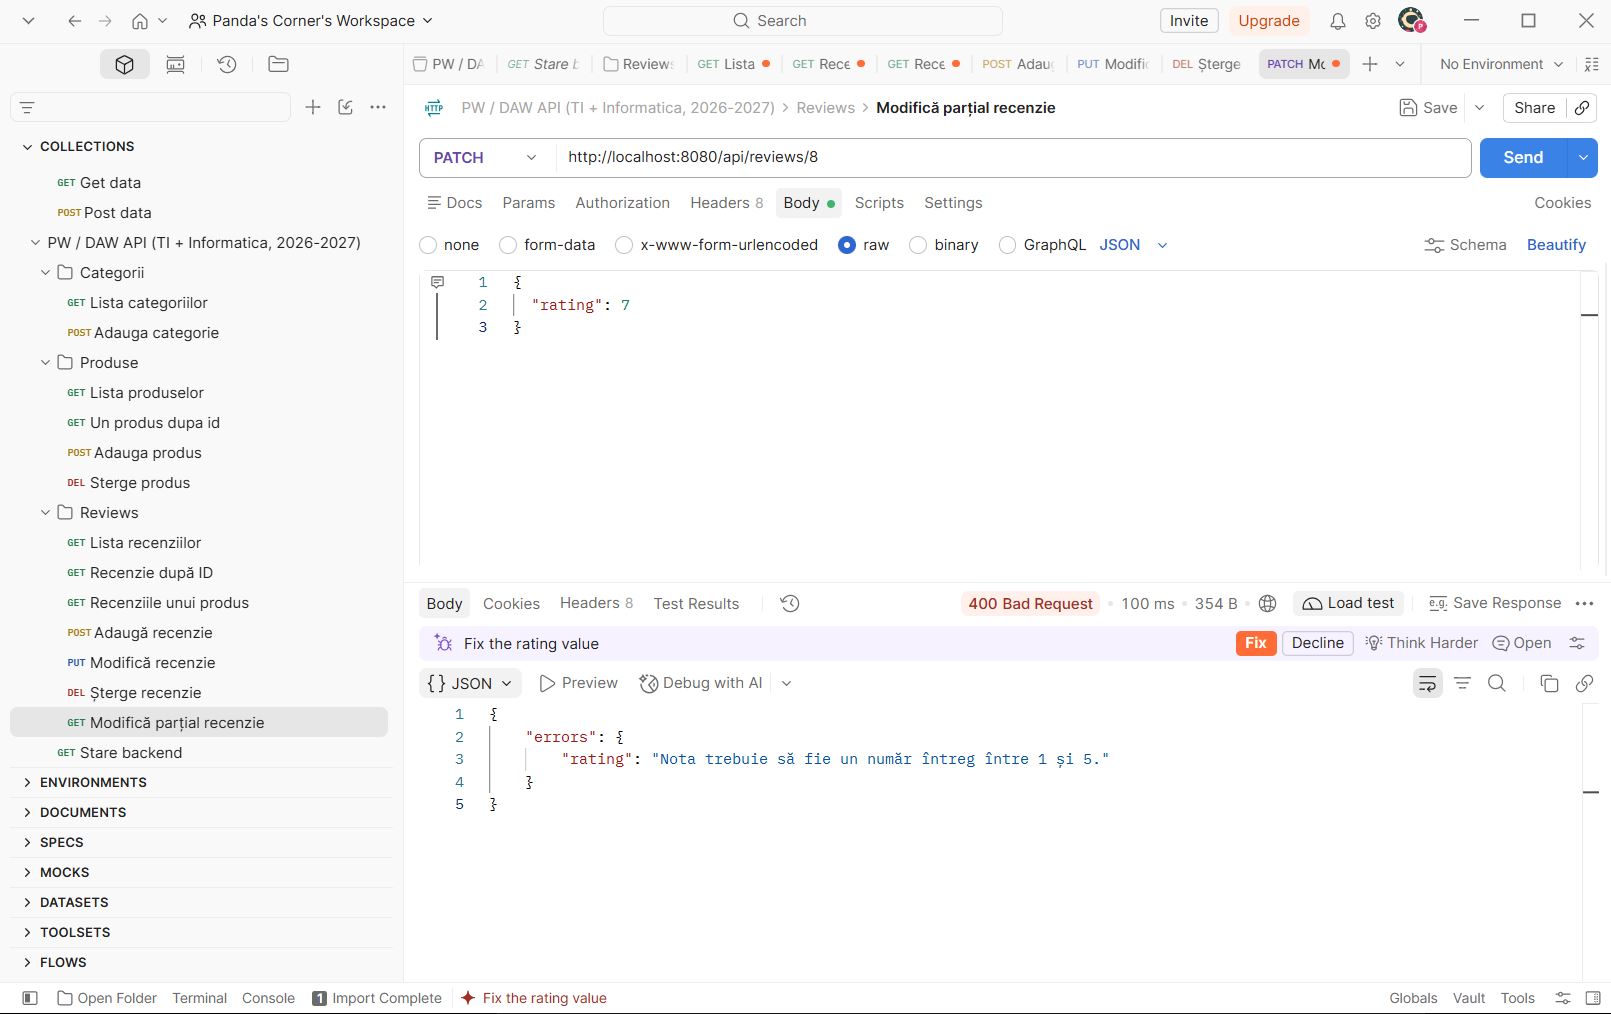 Panda's Corner's Workspace
Search
Invite
Upgrade
PW / DA
GET Stare b
Reviews
GET Lista
GET Rece
GET Rece
POST Adau
PUT Modific
DEL Șterge
PATCH Mo
No Environment
COLLECTIONS
GET Get data
POST Post data
PW / DAW API (TI + Informatica, 2026-2027)
Categorii
GET Lista categoriilor
POST Adauga categorie
Produse
GET Lista produselor
GET Un produs dupa id
POST Adauga produs
DEL Sterge produs
Reviews
GET Lista recenziilor
GET Recenzie după ID
GET Recenziile unui produs
POST Adaugă recenzie
PUT Modifică recenzie
DEL Șterge recenzie
GET Modifică parțial recenzie
GET Stare backend
ENVIRONMENTS
DOCUMENTS
SPECS
MOCKS
DATASETS
TOOLSETS
FLOWS
HTTP PW / DAW API (TI + Informatica, 2026-2027) > Reviews > Modifică parțial recenzie
Save
Share
PATCH
http://localhost:8080/api/reviews/8
Send
Docs
Params
Authorization
Headers 8
Body
Scripts
Settings
Cookies
none
form-data
x-www-form-urlencoded
raw
binary
GraphQL
JSON
Schema
Beautify
1 {
2 "rating": 7
3 }
Body
Cookies
Headers 8
Test Results
400 Bad Request
100 ms
354 B
Load test
e.g. Save Response
Fix the rating value
Fix
Decline
Think Harder
Open
{} JSON
Preview
Debug with AI
1 {
2 "errors": {
3 "rating": "Nota trebuie să fie un număr întreg între 1 și 5."
4 }
5 }
Open Folder
Terminal
Console
1 Import Complete
Fix the rating value
Globals
Vault
Tools